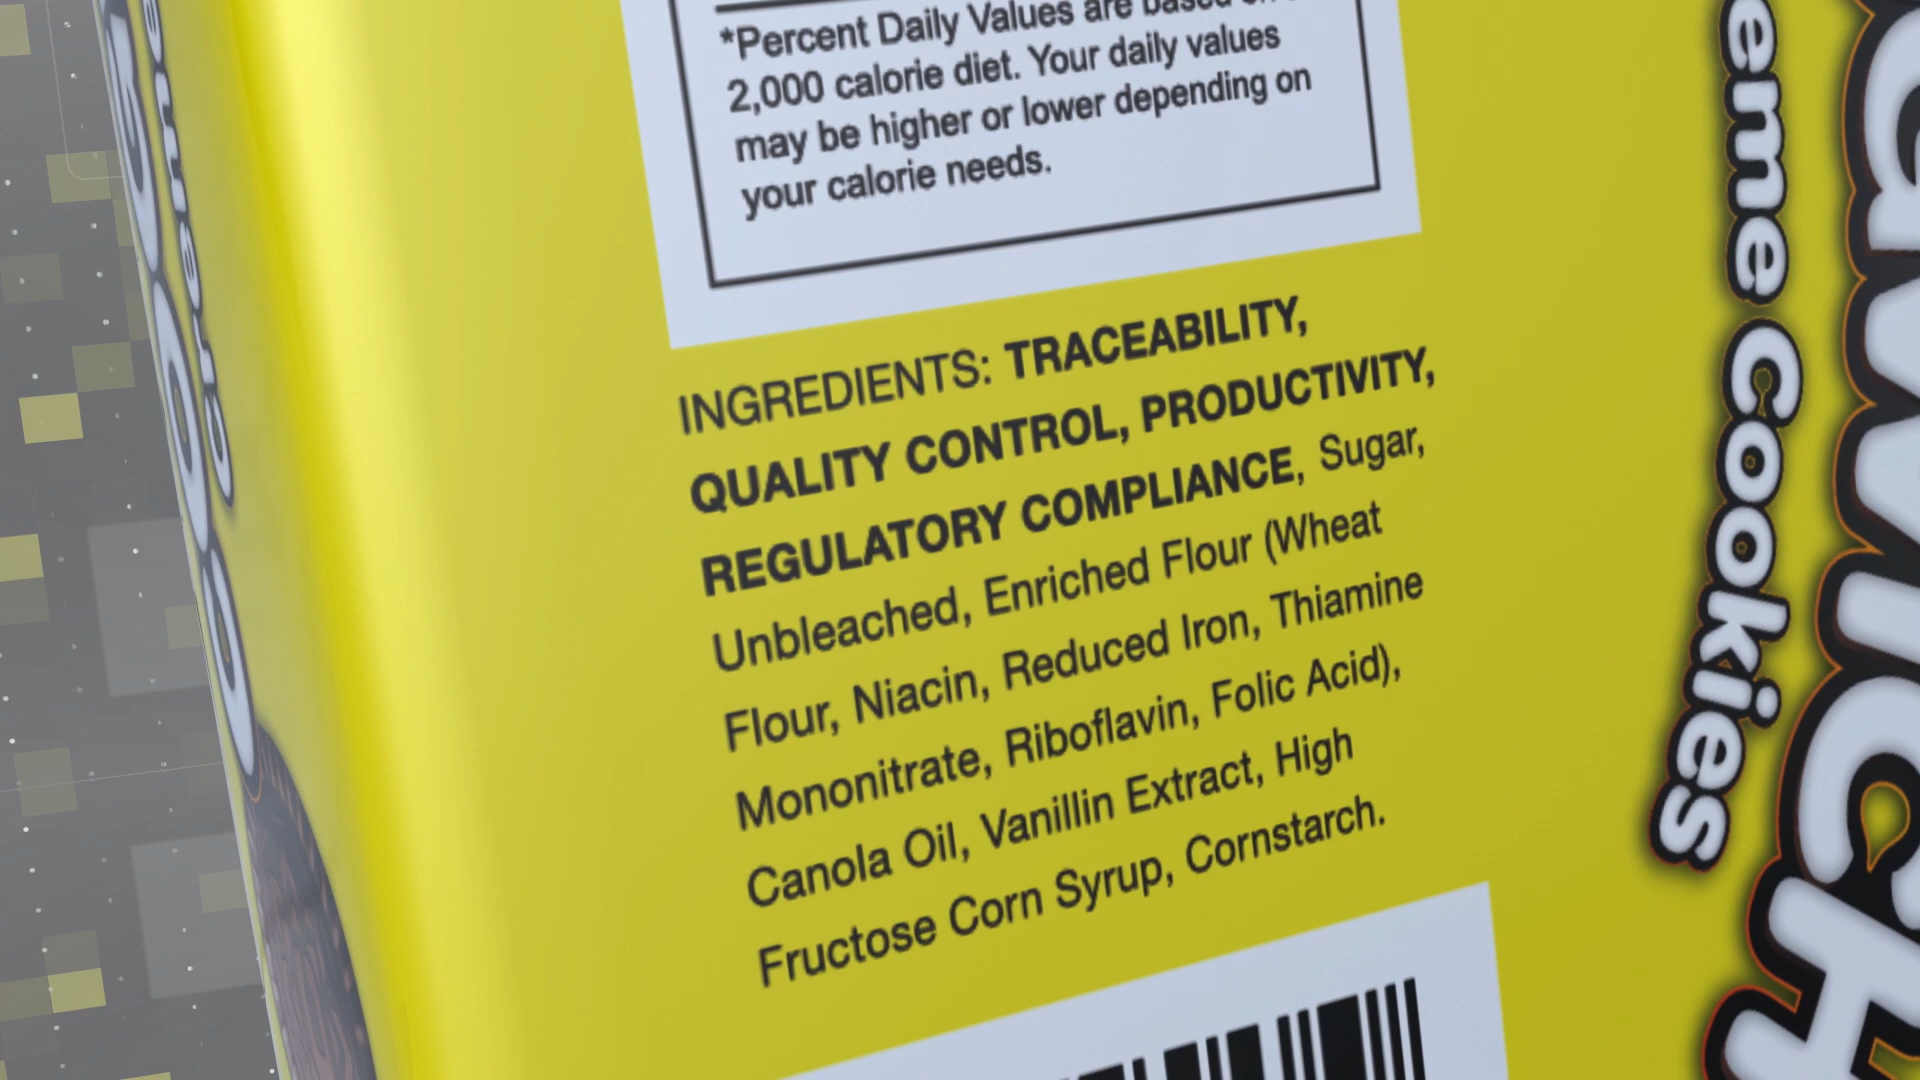 *Percent Daily Values are based
2,000 calorie diet. Your daily values
may be higher or lower depending on
your calorie needs.
INGREDIENTS: TRACEABILITY,
QUALITY CONTROL, PRODUCTIVITY,
REGULATORY COMPLIANCE, Sugar,
Unbleached, Enriched Flour (Wheat
Flour, Niacin, Reduced Iron, Thiamine
Mononitrate, Riboflavin, Folic Acid),
Canola Oil, Vanillin Extract, High
Fructose Corn Syrup, Cornstarch.
eme Cookies